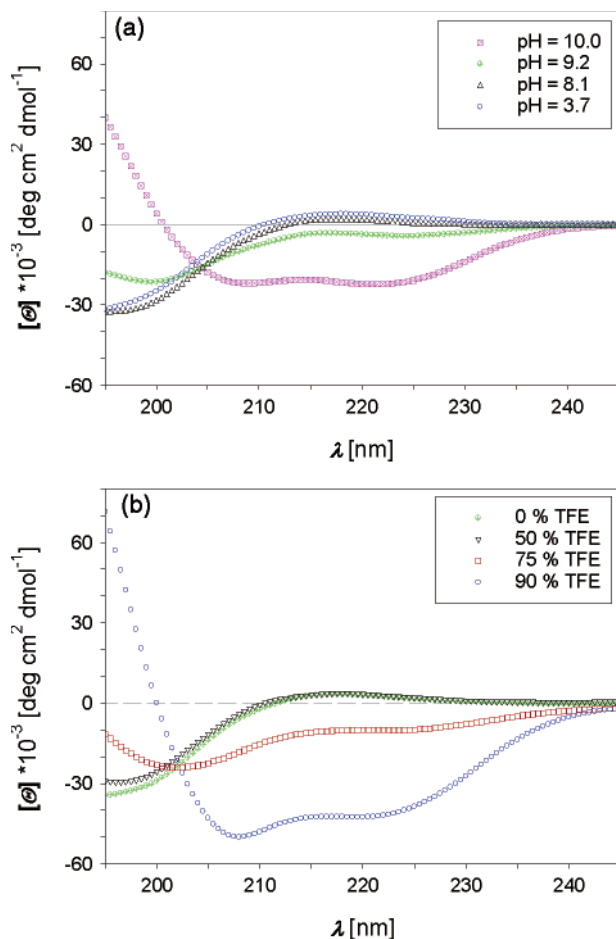 (a)
pH = 10.0
pH = 9.2
pH = 8.1
pH = 3.7
[Θ] *10⁻³ [deg cm² dmol⁻¹]
60
30
0
-30
-60
200 210 220 230 240
λ [nm]
(b)
0 % TFE
50 % TFE
75 % TFE
90 % TFE
[Θ] *10⁻³ [deg cm² dmol⁻¹]
60
30
0
-30
-60
200 210 220 230 240
λ [nm]